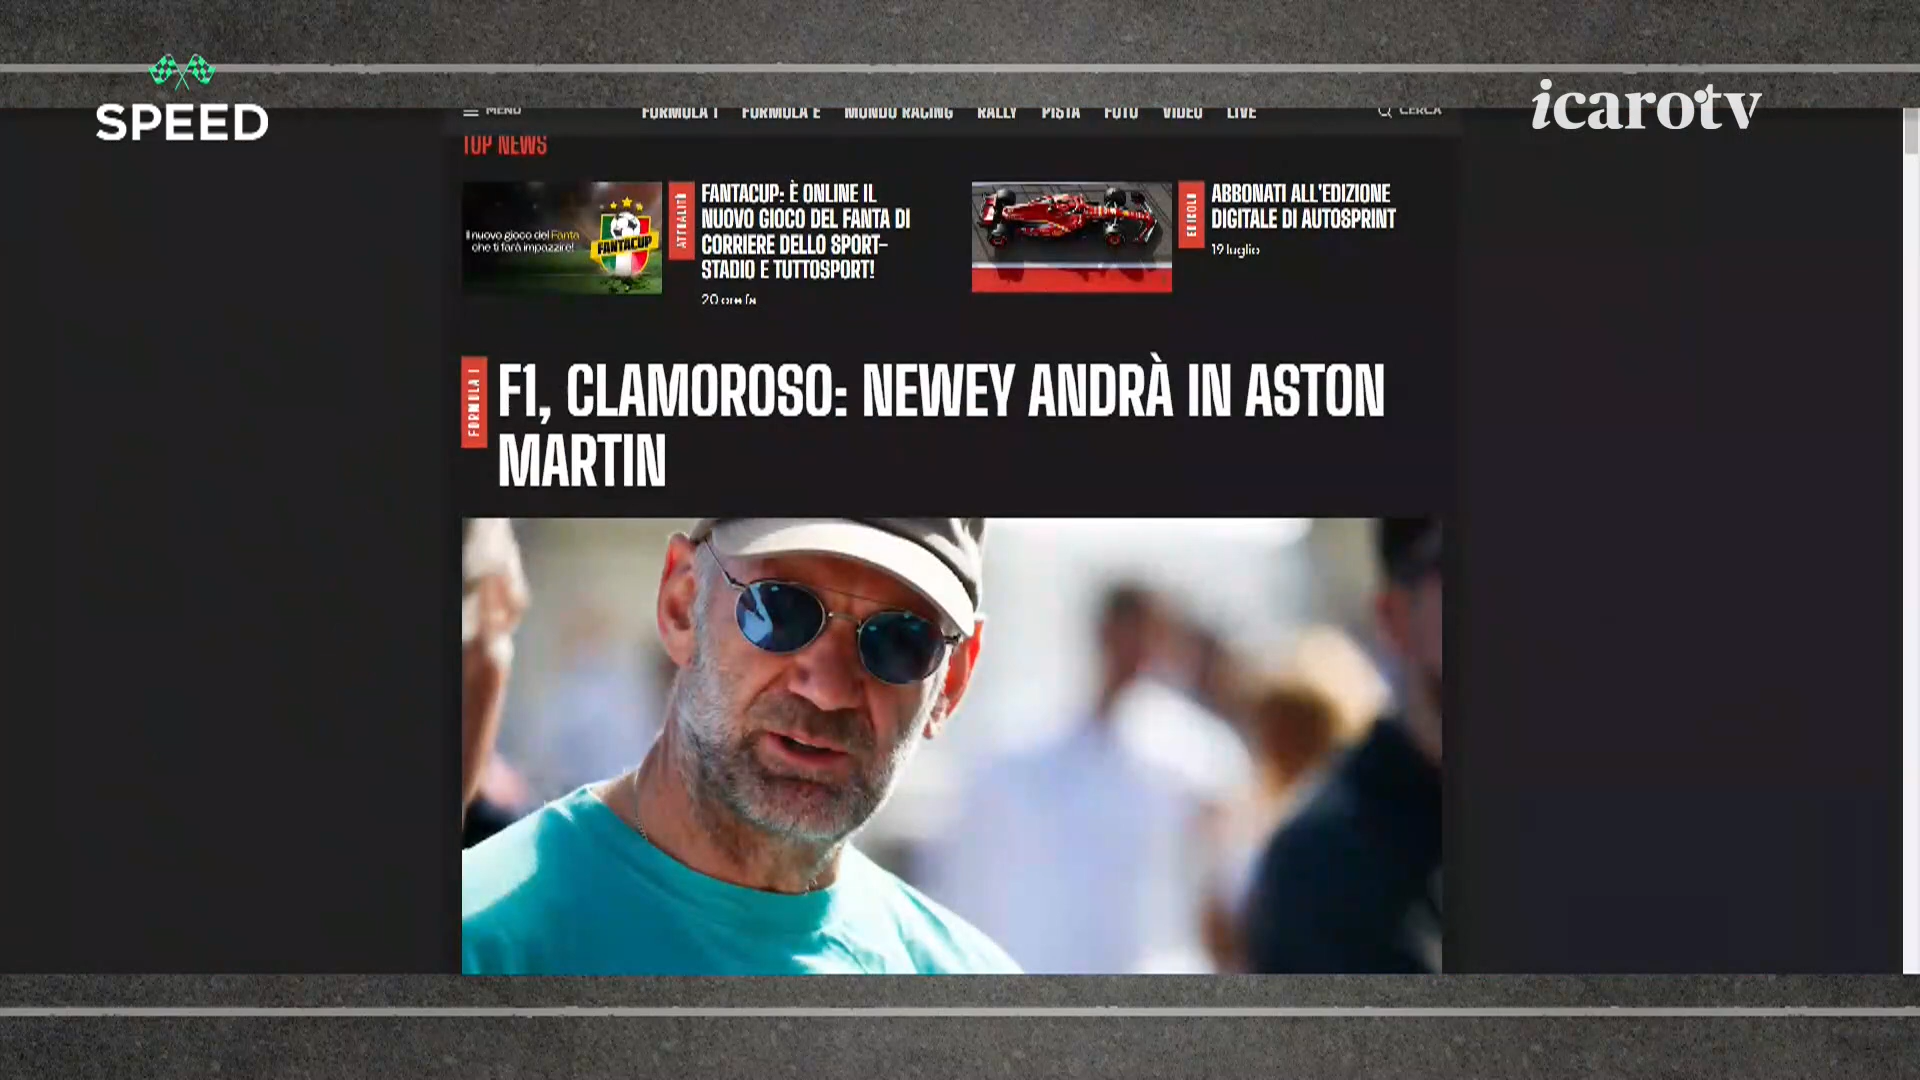 SPEED
icarotv
MENU
FORMULA 1 FORMULA E MONDO RACING RALLY PISTA FOTO VIDEO LIVE
CERCA
TOP NEWS
Il nuovo gioco del Fanta
che ti farà impazzire!
FANTACUP
ATTUALITÀ
FANTACUP: È ONLINE IL
NUOVO GIOCO DEL FANTA DI
CORRIERE DELLO SPORT-
STADIO E TUTTOSPORT!
20 ore fa
EDICOLA
ABBONATI ALL'EDIZIONE
DIGITALE DI AUTOSPRINT
19 luglio
FORMULA 1
F1, CLAMOROSO: NEWEY ANDRÀ IN ASTON
MARTIN